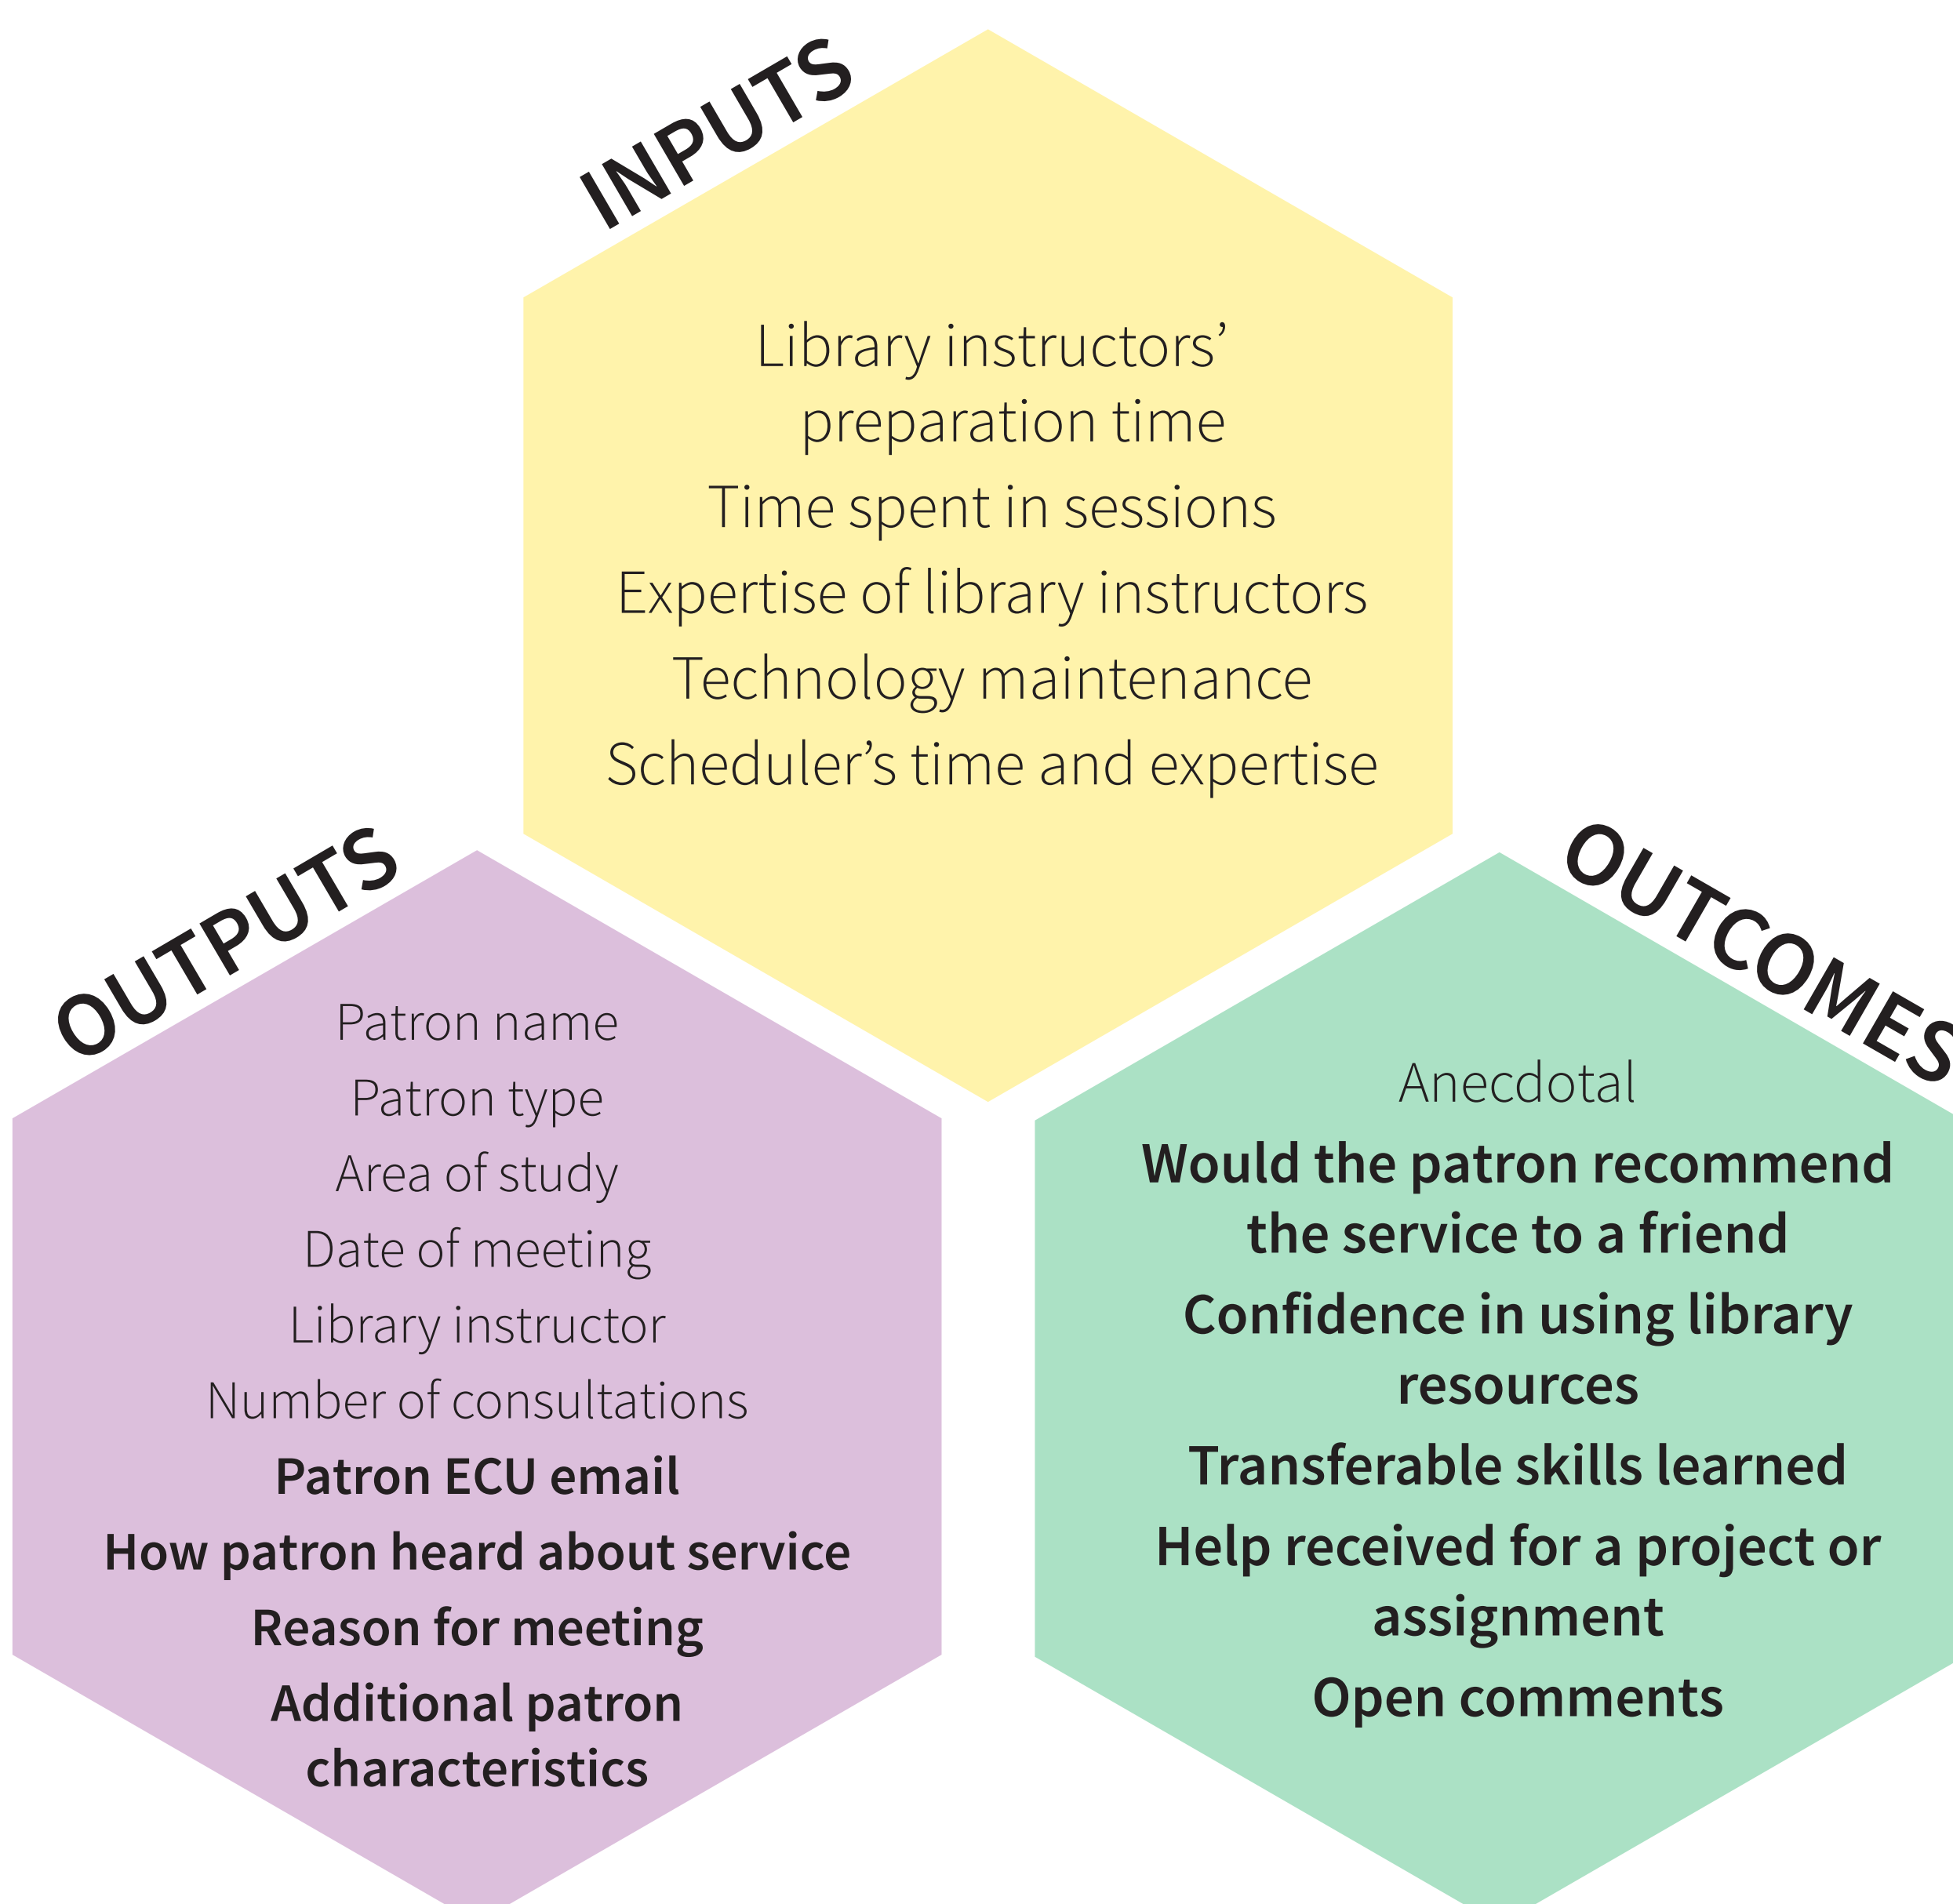 INPUTS
Library instructors’
preparation time
Time spent in sessions
Expertise of library instructors
Technology maintenance
Scheduler’s time and expertise
OUTPUTS
Patron name
Patron type
Area of study
Date of meeting
Library instructor
Number of consultations
Patron ECU email
How patron heard about service
Reason for meeting
Additional patron
characteristics
OUTCOMES
Anecdotal
Would the patron recommend
the service to a friend
Confidence in using library
resources
Transferable skills learned
Help received for a project or
assignment
Open comments